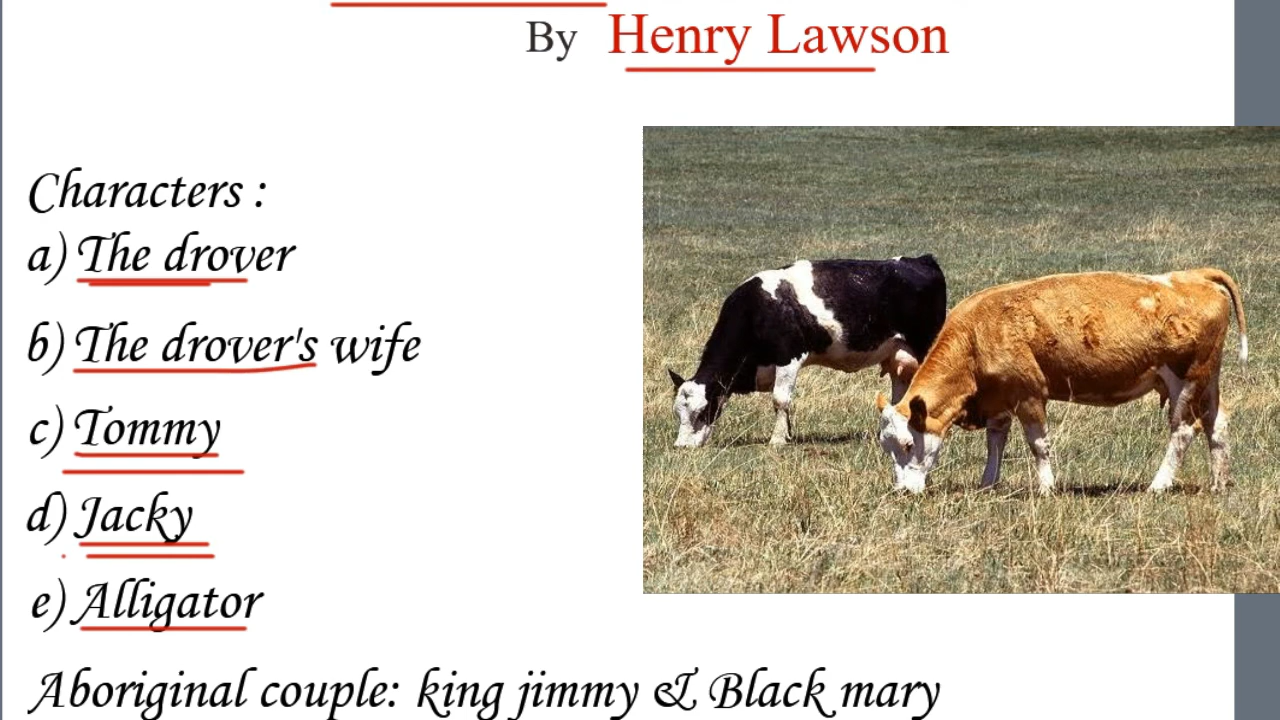 By Henry Lawson
Characters :
a) The drover
b) The drover's wife
c) Tommy
d) Jacky
e) Alligator
Aboriginal couple: king jimmy & Black mary